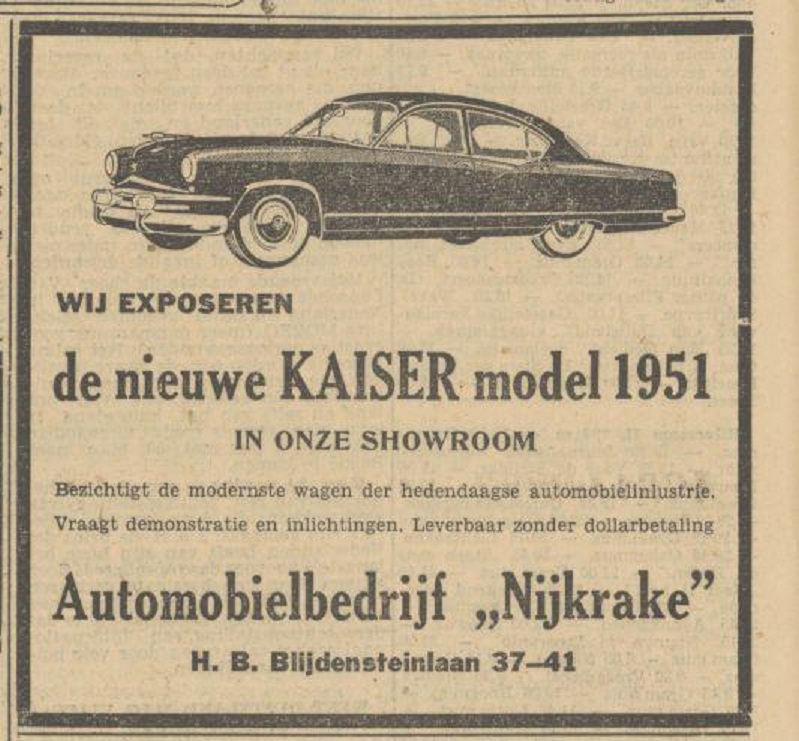 WIJ EXPOSEREN
de nieuwe KAISER model 1951
IN ONZE SHOWROOM
Bezichtigt de modernste wagen der hedendaagse automobielinlustrie.
Vraagt demonstratie en inlichtingen. Leverbaar zonder dollarbetaling
Automobielbedrijf „Nijkrake”
H. B. Blijdensteinlaan 37–41